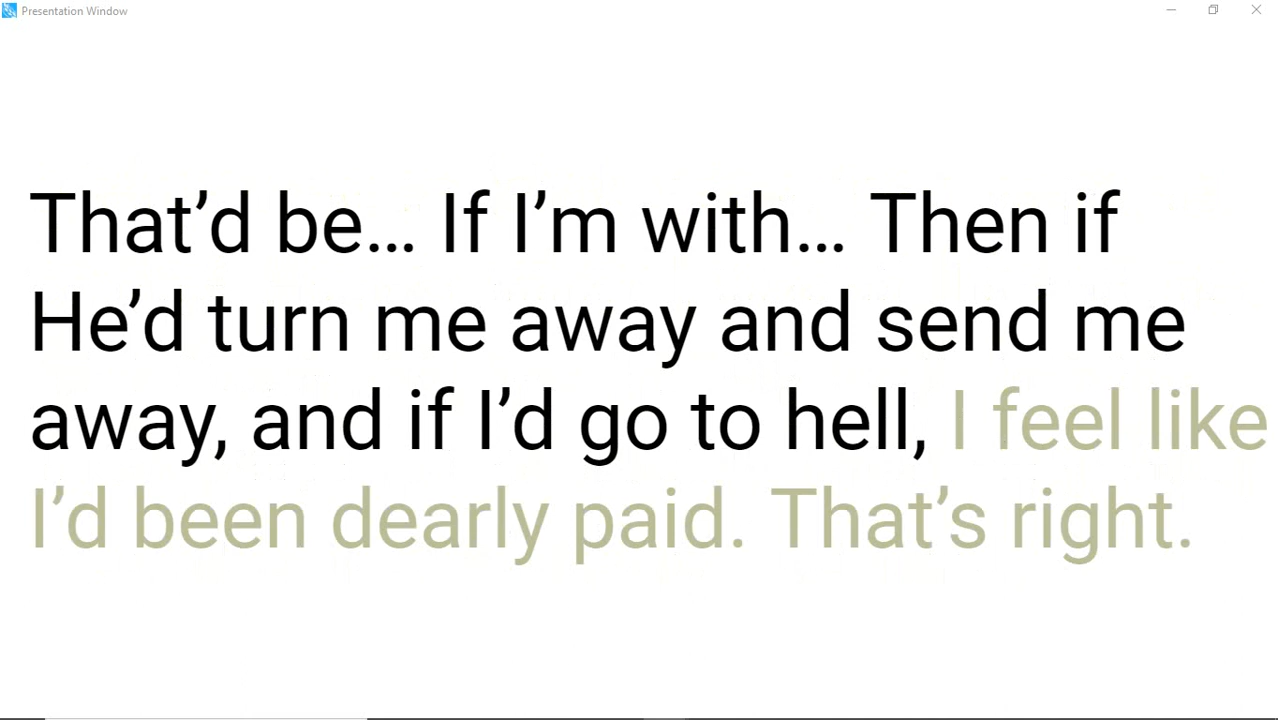 Presentation Window
That’d be… If I’m with… Then if
He’d turn me away and send me
away, and if I’d go to hell, I feel like
I’d been dearly paid. That’s right.